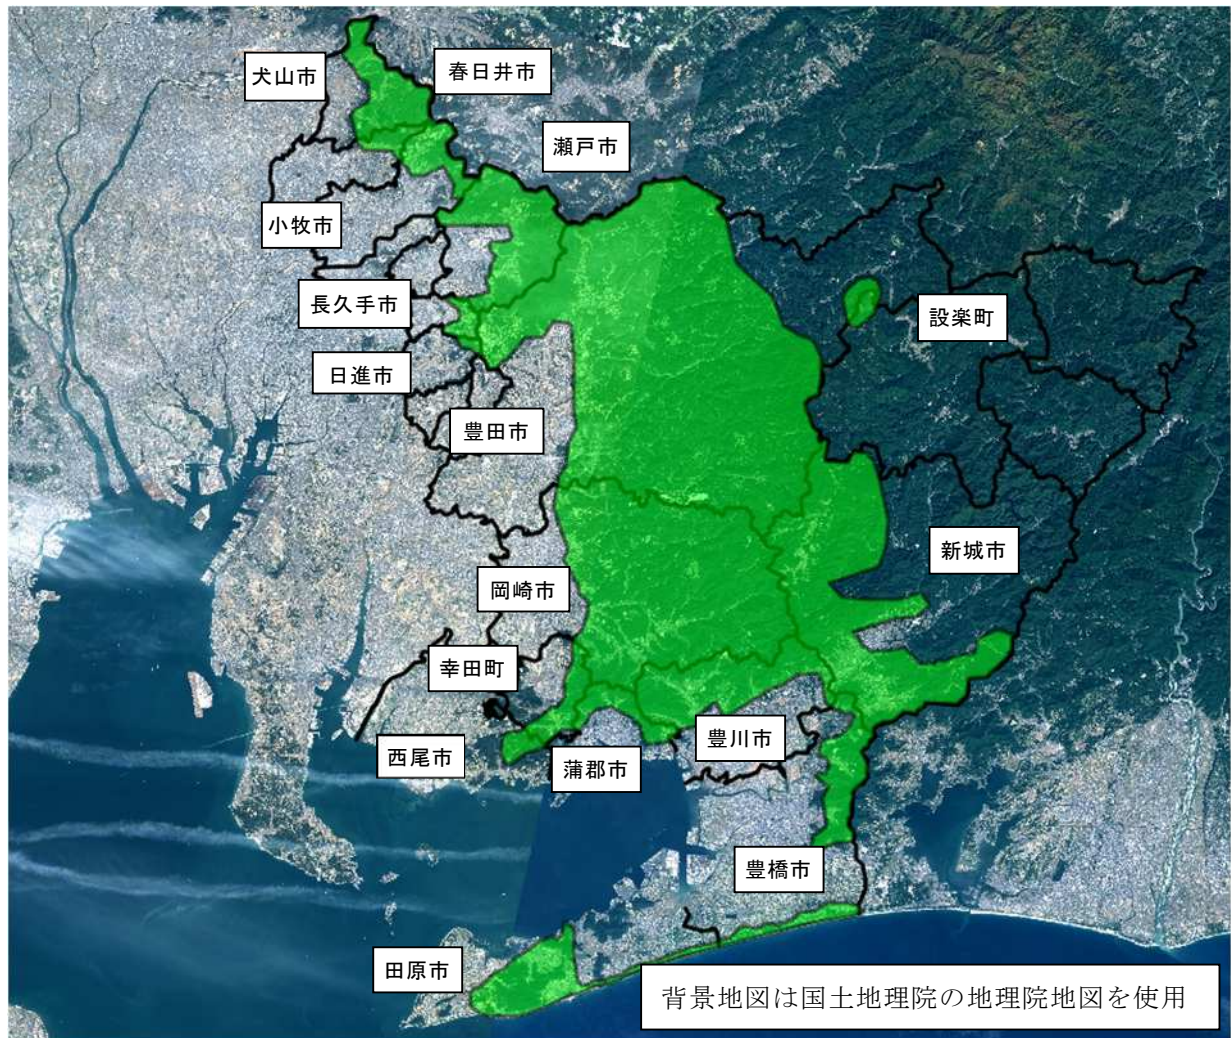 犬山市
春日井市
瀬戸市
小牧市
長久手市
設楽町
日進市
豊田市
新城市
岡崎市
幸田町
豊川市
西尾市
蒲郡市
豊橋市
田原市
背景地図は国土地理院の地理院地図を使用